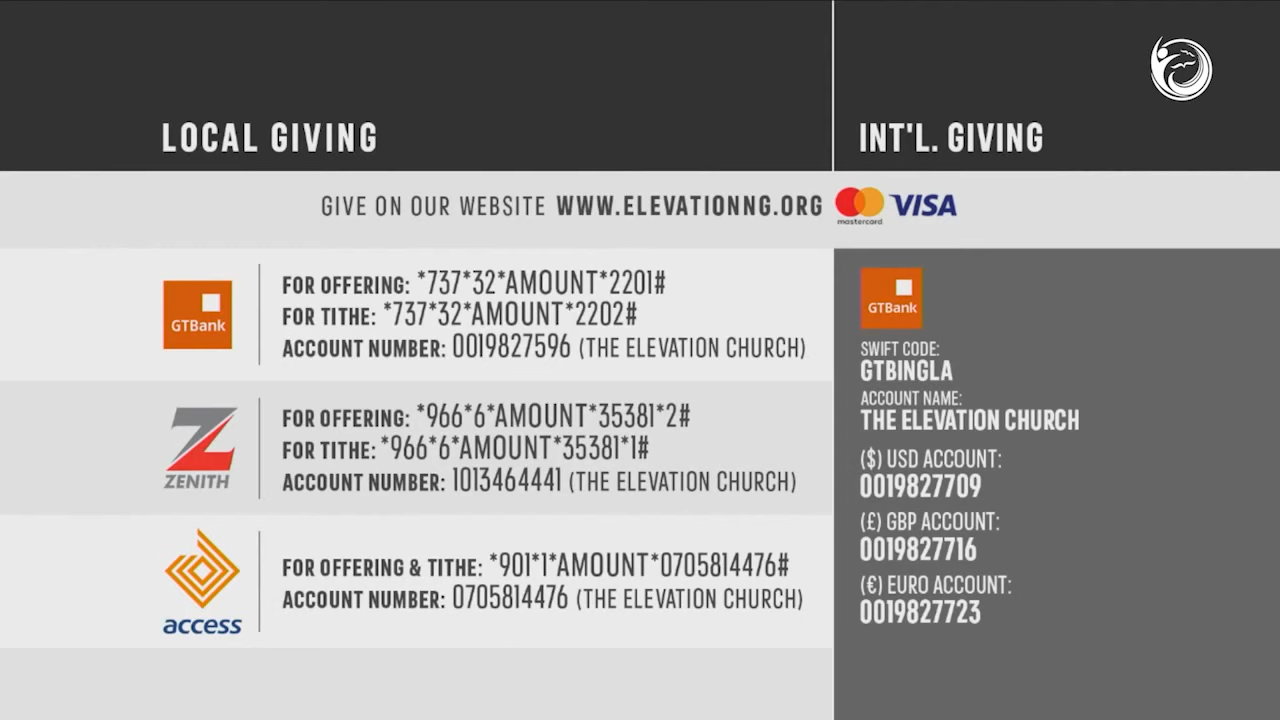 LOCAL GIVING
INT'L. GIVING
GIVE ON OUR WEBSITE WWW.ELEVATIONNG.ORG
mastercard
VISA
GTBank
FOR OFFERING: *737*32*AMOUNT*2201#
FOR TITHE: *737*32*AMOUNT*2202#
ACCOUNT NUMBER: 0019827596 (THE ELEVATION CHURCH)
ZENITH
FOR OFFERING: *966*6*AMOUNT*35381*2#
FOR TITHE: *966*6*AMOUNT*35381*1#
ACCOUNT NUMBER: 1013464441 (THE ELEVATION CHURCH)
access
FOR OFFERING & TITHE: *901*1*AMOUNT*0705814476#
ACCOUNT NUMBER: 0705814476 (THE ELEVATION CHURCH)
GTBank
SWIFT CODE:
GTBINGLA
ACCOUNT NAME:
THE ELEVATION CHURCH
($) USD ACCOUNT:
0019827709
(£) GBP ACCOUNT:
0019827716
(€) EURO ACCOUNT:
0019827723